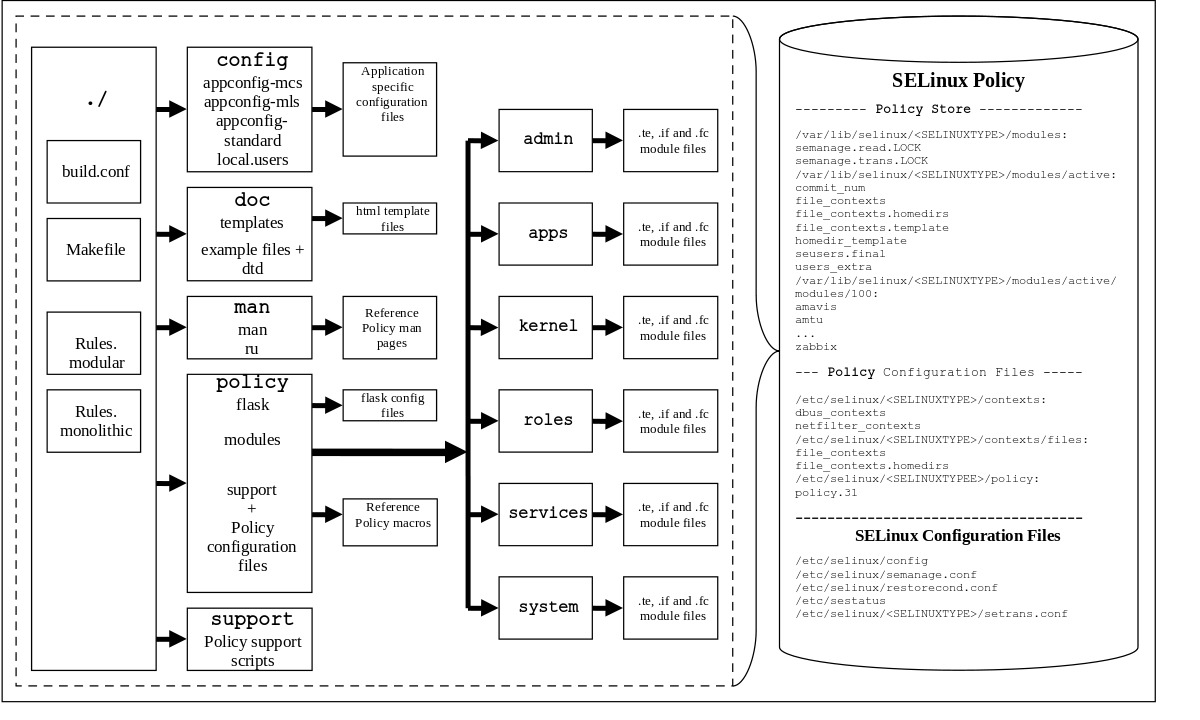 ./
build.conf
Makefile
Rules.
modular
Rules.
monolithic
config
appconfig-mcs
appconfig-mls
appconfig-
standard
local.users
Application
specific
configuration
files
doc
templates
example files +
dtd
html template
files
man
man
ru
Reference
Policy man
pages
policy
flask
modules
support
+
Policy
configuration
files
flask config
files
Reference
Policy macros
support
Policy support
scripts
admin
.te, .if and .fc
module files
apps
.te, .if and .fc
module files
kernel
.te, .if and .fc
module files
roles
.te, .if and .fc
module files
services
.te, .if and .fc
module files
system
.te, .if and .fc
module files
SELinux Policy
--------- Policy Store -------------
/var/lib/selinux/<SELINUXTYPE>/modules:
semanage.read.LOCK
semanage.trans.LOCK
/var/lib/selinux/<SELINUXTYPE>/modules/active:
commit_num
file_contexts
file_contexts.homedirs
file_contexts.template
homedir_template
seusers.final
users_extra
/var/lib/selinux/<SELINUXTYPE>/modules/active/
modules/100:
amavis
amtu
...
zabbix
--- Policy Configuration Files -----
/etc/selinux/<SELINUXTYPE>/contexts:
dbus_contexts
netfilter_contexts
/etc/selinux/<SELINUXTYPE>/contexts/files:
file_contexts
file_contexts.homedirs
/etc/selinux/<SELINUXTYPEE>/policy:
policy.31
------------------------------------
SELinux Configuration Files
/etc/selinux/config
/etc/selinux/semanage.conf
/etc/selinux/restorecond.conf
/etc/sestatus
/etc/selinux/<SELINUXTYPE>/setrans.conf